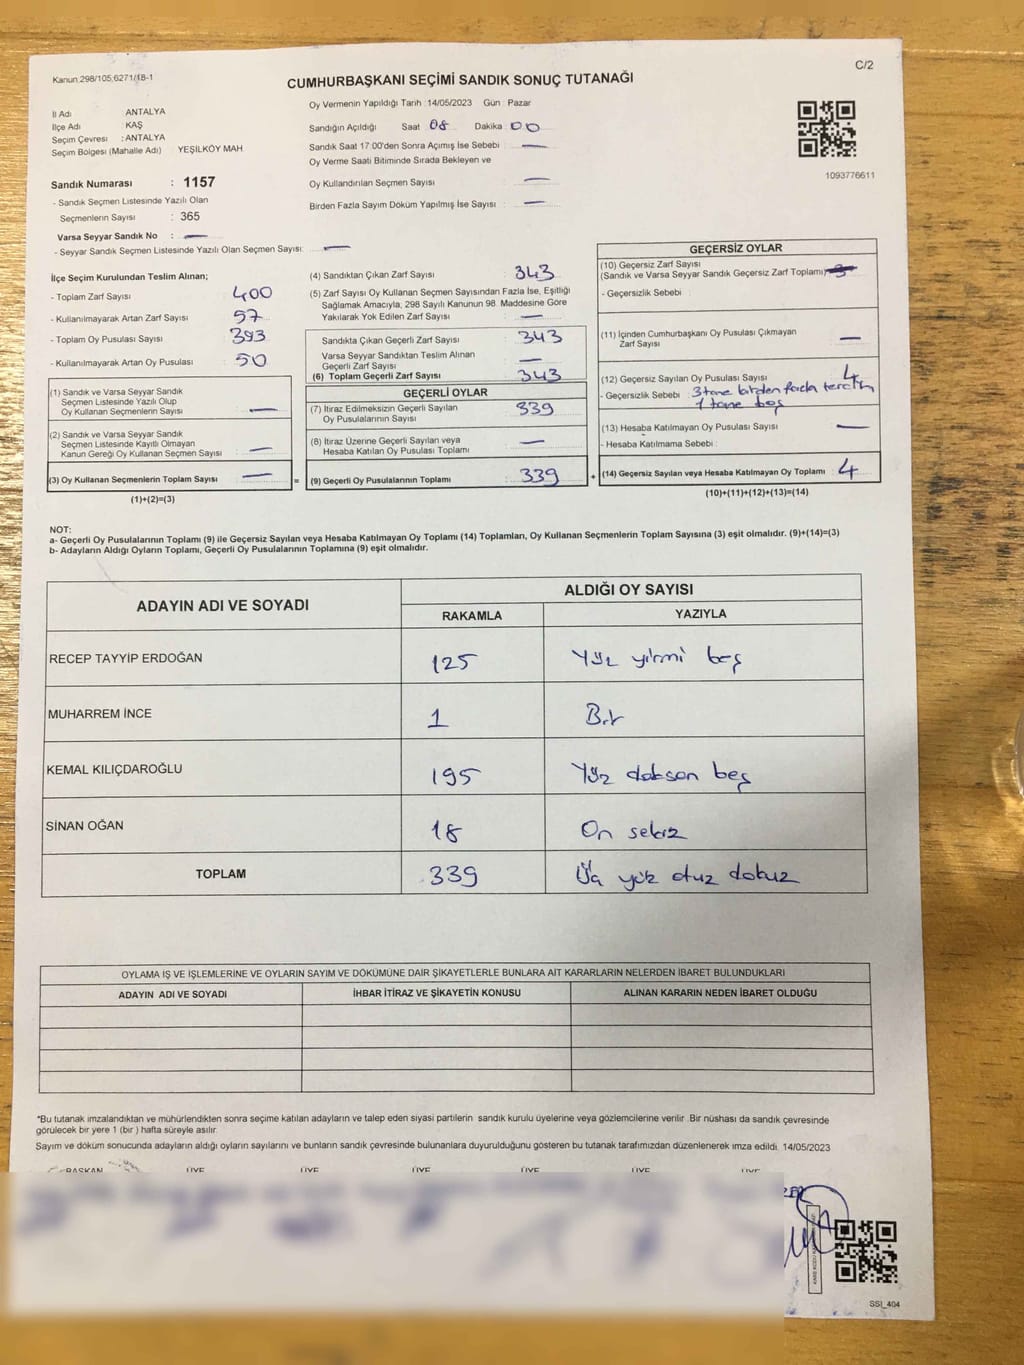 Kanun 298/105;6271/18-1
C/2
CUMHURBAŞKANI SEÇİMİ SANDIK SONUÇ TUTANAĞI
İl Adı : ANTALYA
İlçe Adı : KAŞ
Seçim Çevresi : ANTALYA
Seçim Bölgesi (Mahalle Adı) YEŞİLKÖY MAH.
Oy Vermenin Yapıldığı Tarih : 14/05/2023 Gün : Pazar
Sandığın Açıldığı Saat 08 Dakika : 00
Sandık Saat 17:00'den Sonra Açımış İse Sebebi : —
Oy Verme Saati Bitiminde Sırada Bekleyen ve
Oy Kullandırılan Seçmen Sayısı : —
Birden Fazla Sayım Döküm Yapılmış İse Sayısı : —
1093776611
Sandık Numarası : 1157
- Sandık Seçmen Listesinde Yazılı Olan
Seçmenlerin Sayısı : 365
Varsa Seyyar Sandık No : —
- Seyyar Sandık Seçmen Listesinde Yazılı Olan Seçmen Sayısı: —
İlçe Seçim Kurulundan Teslim Alınan;
- Toplam Zarf Sayısı : 400
- Kullanılmayarak Artan Zarf Sayısı : 57
- Toplam Oy Pusulası Sayısı : 393
- Kullanılmayarak Artan Oy Pusulası : 50
(1) Sandık ve Varsa Seyyar Sandık
Seçmen Listesinde Yazılı Olup
Oy Kullanan Seçmenlerin Sayısı : —
(2) Sandık ve Varsa Seyyar Sandık
Seçmen Listesinde Kayıtlı Olmayan
Kanun Gereği Oy Kullanan Seçmen Sayısı : —
(3) Oy Kullanan Seçmenlerin Toplam Sayısı : —
(1)+(2)=(3)
=
(4) Sandıktan Çıkan Zarf Sayısı : 343
(5) Zarf Sayısı Oy Kullanan Seçmen Sayısından Fazla İse, Eşitliği
Sağlamak Amacıyla, 298 Sayılı Kanunun 98. Maddesine Göre
Yakılarak Yok Edilen Zarf Sayısı : —
Sandıkta Çıkan Geçerli Zarf Sayısı : 343
Varsa Seyyar Sandıktan Teslim Alınan
Geçerli Zarf Sayısı : —
(6) Toplam Geçerli Zarf Sayısı : 343
GEÇERLİ OYLAR
(7) İtiraz Edilmeksizin Geçerli Sayılan
Oy Pusulalarının Sayısı : 339
(8) İtiraz Üzerine Geçerli Sayılan veya
Hesaba Katılan Oy Pusulası Toplamı : —
(9) Geçerli Oy Pusulalarının Toplamı : 339
+
GEÇERSİZ OYLAR
(10) Geçersiz Zarf Sayısı
(Sandık ve Varsa Seyyar Sandık Geçersiz Zarf Toplamı)
- Geçersizlik Sebebi :
(11) İçinden Cumhurbaşkanı Oy Pusulası Çıkmayan
Zarf Sayısı : —
(12) Geçersiz Sayılan Oy Pusulası Sayısı : 4
- Geçersizlik Sebebi : 3 tane birden fazla tercih
1 tane boş
(13) Hesaba Katılmayan Oy Pusulası Sayısı : —
- Hesaba Katılmama Sebebi :
(14) Geçersiz Sayılan veya Hesaba Katılmayan Oy Toplamı : 4
(10)+(11)+(12)+(13)=(14)
NOT:
a- Geçerli Oy Pusulalarının Toplamı (9) ile Geçersiz Sayılan veya Hesaba Katılmayan Oy Toplamı (14) Toplamları, Oy Kullanan Seçmenlerin Toplam Sayısına (3) eşit olmalıdır. (9)+(14)=(3)
b- Adayların Aldığı Oyların Toplamı, Geçerli Oy Pusulalarının Toplamına (9) eşit olmalıdır.
ADAYIN ADI VE SOYADI
ALDIĞI OY SAYISI
RAKAMLA YAZIYLA
RECEP TAYYİP ERDOĞAN 125 Yüz yirmi beş
MUHARREM İNCE 1 Bir
KEMAL KILIÇDAROĞLU 195 Yüz doksan beş
SİNAN OĞAN 18 On sekiz
TOPLAM 339 Üç yüz otuz dokuz
OYLAMA İŞ VE İŞLEMLERİNE VE OYLARIN SAYIM VE DÖKÜMÜNE DAİR ŞİKAYETLERLE BUNLARA AİT KARARLARIN NELERDEN İBARET BULUNDUKLARI
ADAYIN ADI VE SOYADI İHBAR İTİRAZ VE ŞİKAYETİN KONUSU ALINAN KARARIN NEDEN İBARET OLDUĞU
*Bu tutanak imzalandıktan ve mühürlendikten sonra seçime katılan adayların ve talep eden siyasi partilerin sandık kurulu üyelerine veya gözlemcilerine verilir .Bir nüshası da sandık çevresinde
görülecek bir yere 1 (bir ) hafta süreyle asılır.
Sayım ve döküm sonucunda adayların aldığı oyların sayılarını ve bunların sandık çevresinde bulunanlara duyurulduğunu gösteren bu tutanak tarafımızdan düzenlenerek imza edildi. 14/05/2023
BAŞKAN ÜYE ÜYE ÜYE ÜYE ÜYE ÜYE
SSI_404